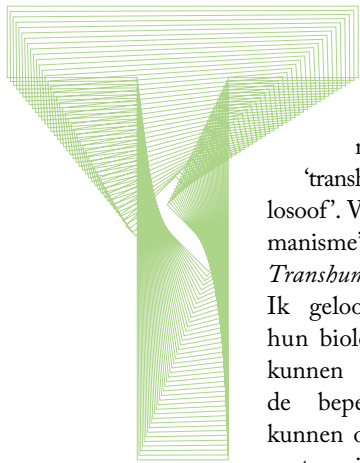 T
‘transh
losoof’. V
manisme’
Transhum
Ik geloo
hun biolo
kunnen
de bepe
kunnen o